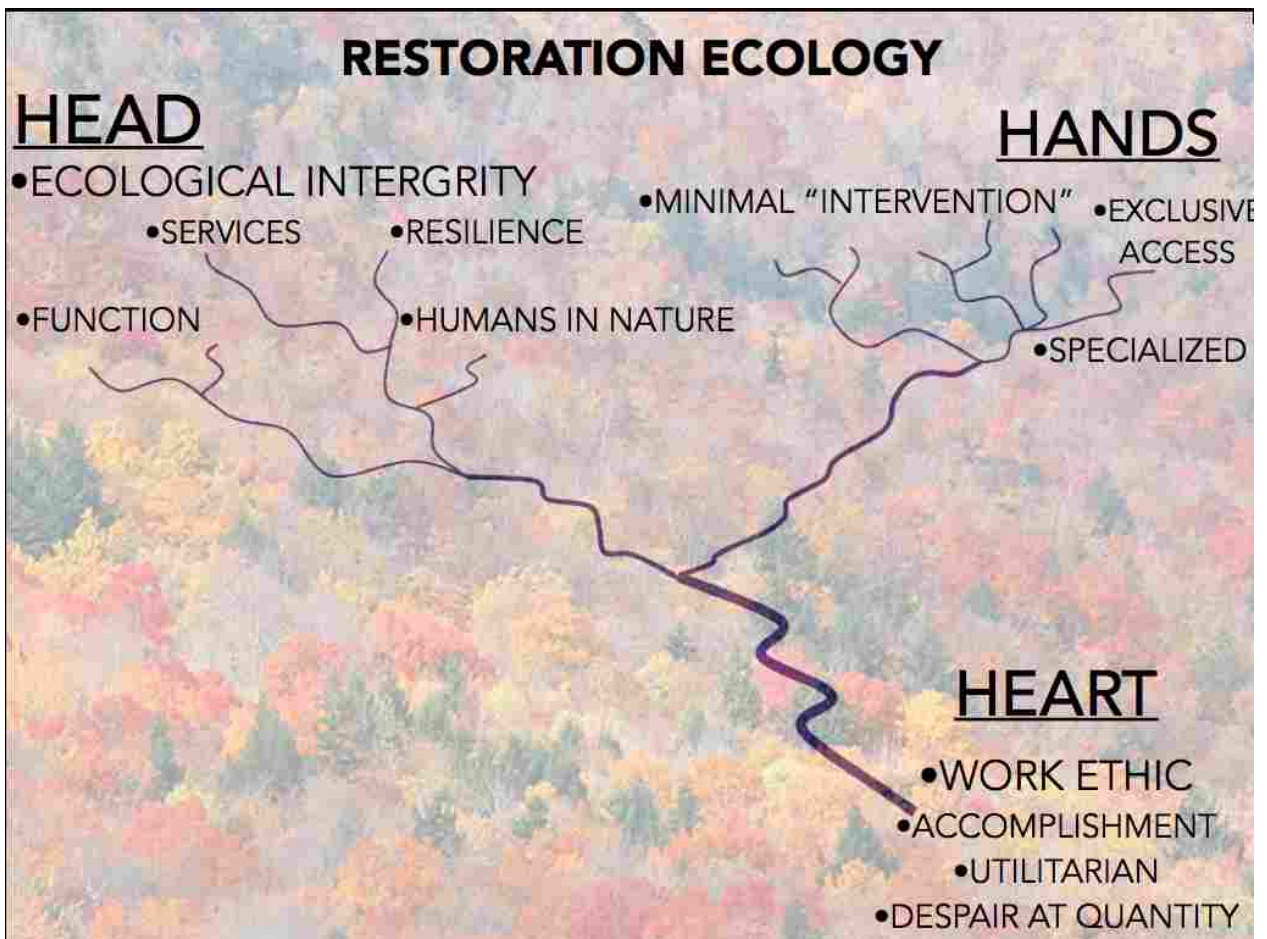 RESTORATION ECOLOGY
HEAD
•ECOLOGICAL INTERGRITY
•SERVICES
•RESILIENCE
•FUNCTION
•HUMANS IN NATURE
HANDS
•MINIMAL “INTERVENTION”
•EXCLUSIVE
ACCESS
•SPECIALIZED
HEART
•WORK ETHIC
•ACCOMPLISHMENT
•UTILITARIAN
•DESPAIR AT QUANTITY